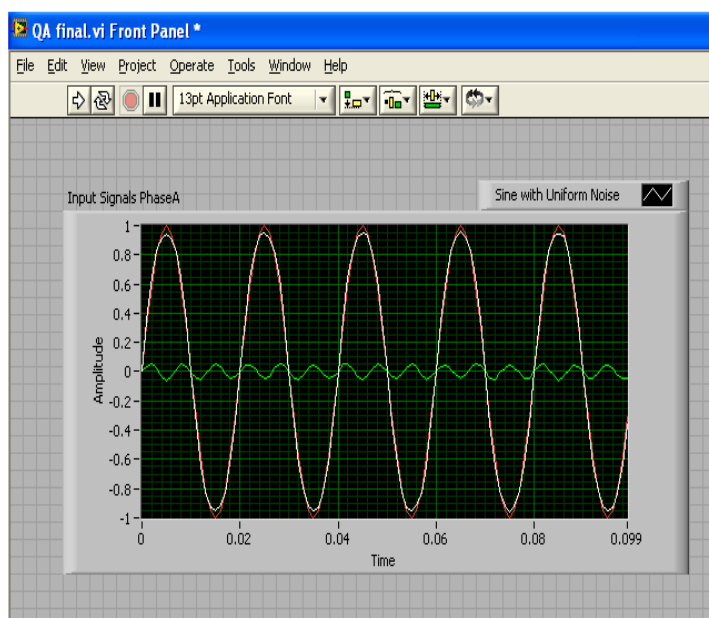 QA final.vi Front Panel *
File Edit View Project Operate Tools Window Help
13pt Application Font
Input Signals PhaseA
Sine with Uniform Noise
Amplitude
1
0.8
0.6
0.4
0.2
0
-0.2
-0.4
-0.6
-0.8
-1
0 0.02 0.04 0.06 0.08 0.099
Time